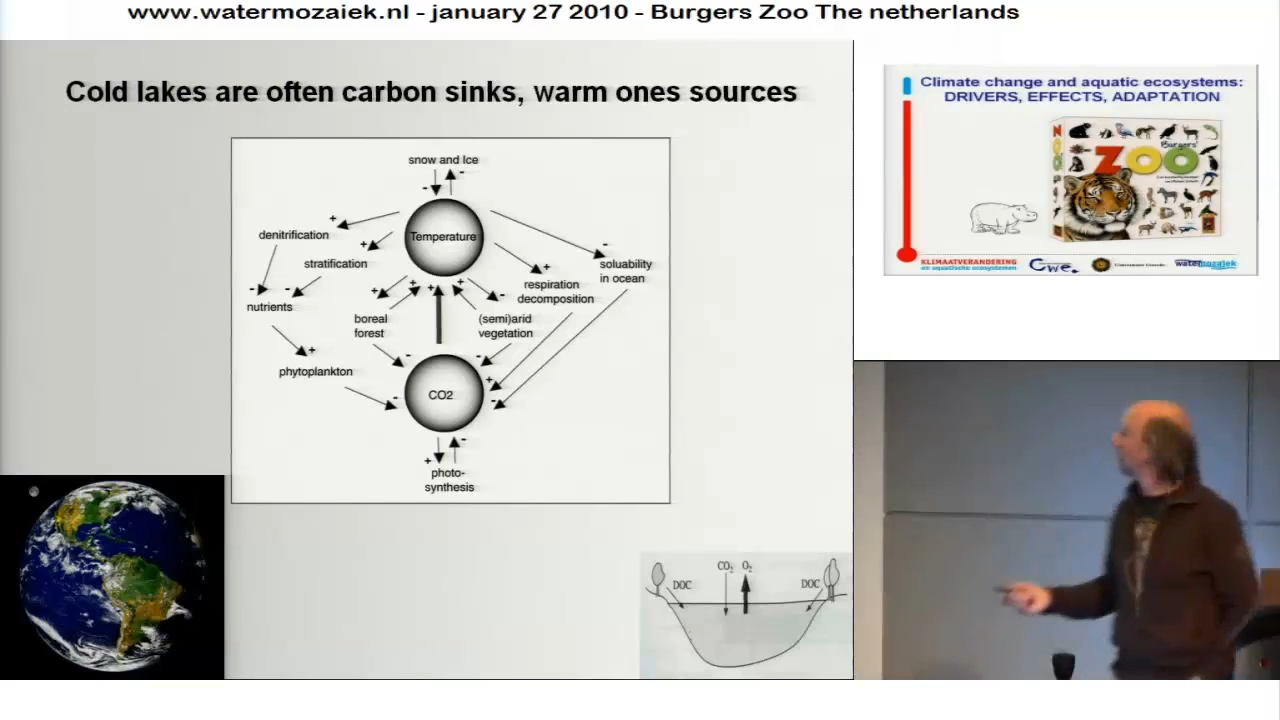 www.watermozaiek.nl - january 27 2010 - Burgers Zoo The netherlands
Cold lakes are often carbon sinks, warm ones sources
snow and Ice
- -
Temperature
+
denitrification
+
stratification
- -
nutrients
+ +
boreal
forest
+
+ -
(semi)arid
vegetation
+
respiration
decomposition
-
soluability
in ocean
+
phytoplankton
-
-
-
+
-
CO2
+ -
photo-
synthesis
DOC
CO2 O2
DOC
Climate change and aquatic ecosystems:
DRIVERS, EFFECTS, ADAPTATION
Burgers'
ZOO
ZOO
KLIMAATVERANDERING
en aquatische ecosystemen
Cwe.
watermozaiek